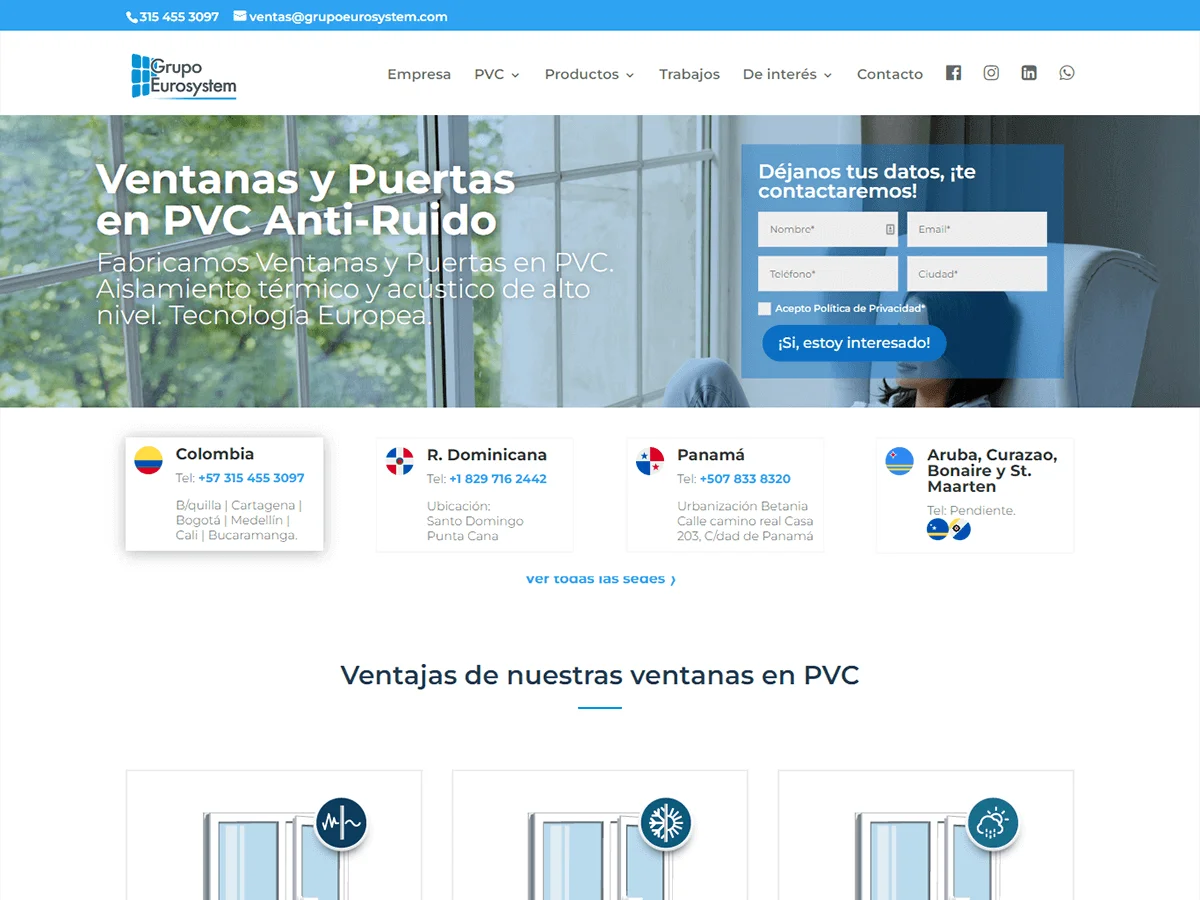 315 455 3097 ventas@grupoeurosystem.com
Grupo
Eurosystem
Empresa PVC Productos Trabajos De interés Contacto
Ventanas y Puertas
en PVC Anti-Ruido
Fabricamos Ventanas y Puertas en PVC.
Aislamiento térmico y acústico de alto
nivel. Tecnología Europea.
Déjanos tus datos, ¡te
contactaremos!
Nombre* Email*
Teléfono* Ciudad*
Acepto Política de Privacidad*
¡Si, estoy interesado!
Colombia
Tel: +57 315 455 3097
B/quilla | Cartagena |
Bogotá | Medellín |
Cali | Bucaramanga.
R. Dominicana
Tel: +1 829 716 2442
Ubicación:
Santo Domingo
Punta Cana
Panamá
Tel: +507 833 8320
Urbanización Betania
Calle camino real Casa
203, C/dad de Panamá
Aruba, Curazao,
Bonaire y St.
Maarten
Tel: Pendiente.
Ver todas las sedes
Ventajas de nuestras ventanas en PVC